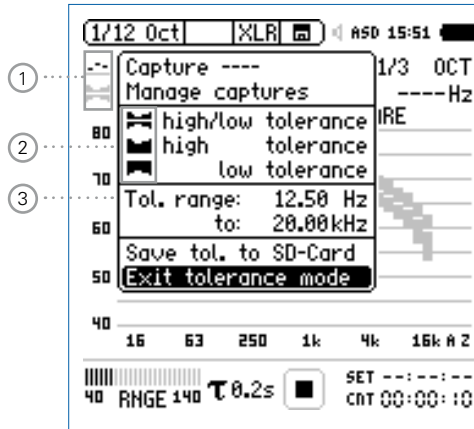 1/12 Oct XLR ASD 15:51
1 -.- Capture ---- 1/3 OCT
Manage captures ----Hz
high/low tolerance IRE
2 80 high tolerance
low tolerance
70
3 Tol. range: 12.50 Hz
60 to: 20.00kHz
Save tol. to SD-Card
50 Exit tolerance mode
40
16 63 250 1k 4k 16k A Z
SET --:--:--
40 RNGE 140 τ0.2s CNT 00:00:10